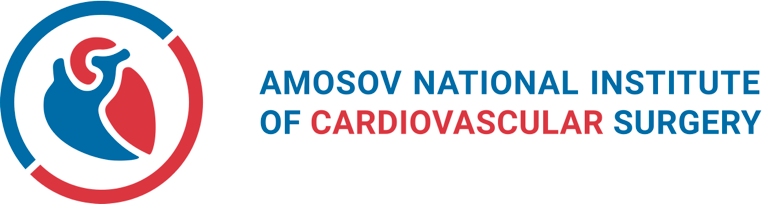 AMOSOV NATIONAL INSTITUTE
OF CARDIOVASCULAR SURGERY